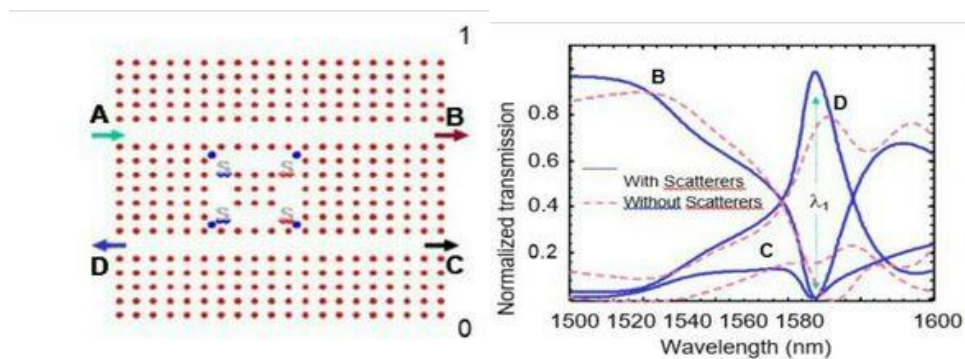 1
A
B
D
C
0
Normalized transmission
0.8
0.6
0.4
0.2
B
D
With Scatterers
Without Scatterers
λ1
C
1500 1520 1540 1560 1580 1600
Wavelength (nm)